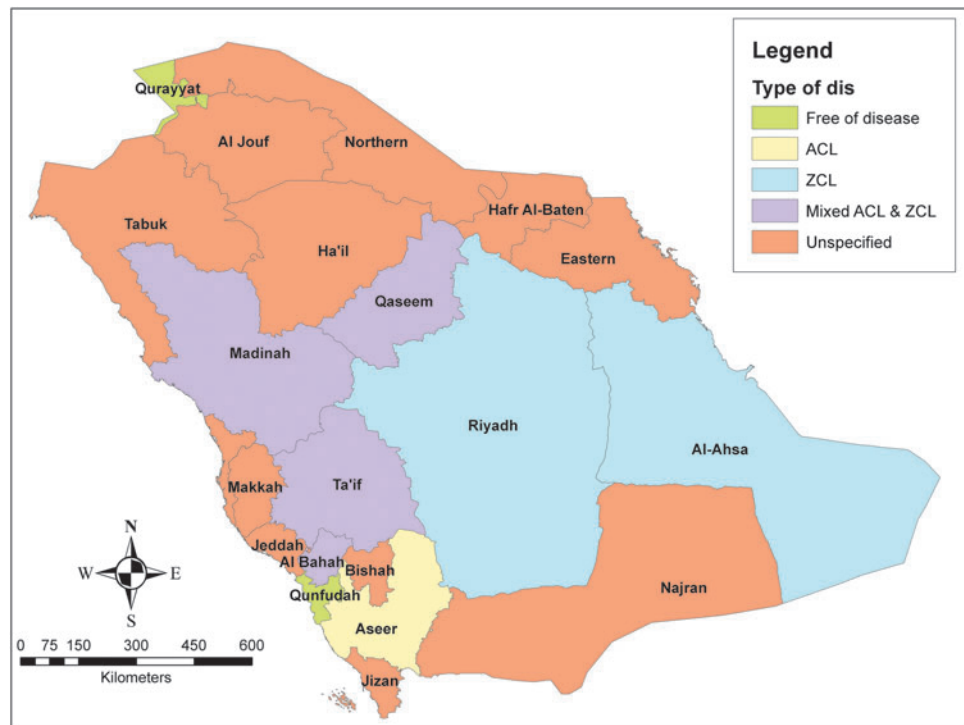 Legend
Type of dis
Free of disease
ACL
ZCL
Mixed ACL & ZCL
Unspecified
Qurayyat
Al Jouf
Northern
Tabuk
Ha'il
Hafr Al-Baten
Eastern
Qaseem
Madinah
Riyadh
Al-Ahsa
Makkah
Ta'if
Jeddah
Al Bahah
Bishah
Qunfudah
Najran
Aseer
Jizan
N
W E
S
0 75 150 300 450 600
Kilometers